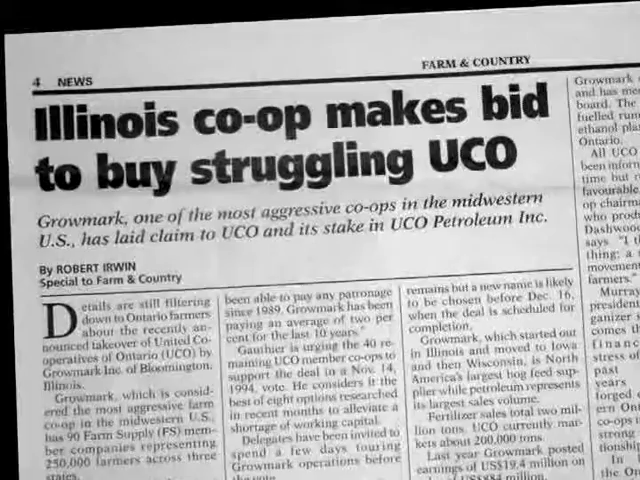 4 NEWS
FARM & COUNTRY
Illinois co-op makes bid
to buy struggling UCO
Growmark, one of the most aggressive co-ops in the midwestern
U.S., has laid claim to UCO and its stake in UCO Petroleum Inc.
By ROBERT IRWIN
Special to Farm & Country
Details are still filtering
down to Ontario farmers
about the recently an-
nounced takeover of United Co-
operatives of Ontario (UCO) by
Growmark Inc. of Bloomington,
Illinois.
Growmark, which is consid-
ered the most aggressive farm
co-op in the midwestern U.S.,
has 90 Farm Supply (FS) mem-
ber companies representing
250,000 farmers across three
states.
been able to pay any patronage
since 1989. Growmark has been
paying an average of two per
cent for the last 10 years."
Gauthier is urging the 40 re-
maining UCO member co-ops to
support the deal in a Nov. 14,
1994, vote. He considers it the
best of eight options researched
in recent months to alleviate a
shortage of working capital.
Delegates have been invited to
spend a few days touring
Growmark operations before
the vote.
remains but a new name is likely
to be chosen before Dec. 16,
when the deal is scheduled for
completion.
Growmark, which started out
in Illinois and moved to Iowa
and then Wisconsin, is North
America's largest hog feed sup-
plier while petroleum represents
its largest sales volume.
Fertilizer sales total two mil-
lion tons. UCO currently mar-
kets about 200,000 tons.
Last year Growmark posted
earnings of US$19.4 million on
million.
Growmark
and has me
board. The
fuelled run
ethanol pla
Ontario.
All UCO
been inform
time but r
favourable,
op chairma
who prod
Dashwood
says "I t
thing; a
movement
farmers."
Murray
president
ganizer s
comes a
finan
stress o
past
years
forged
ern On
co-ops i
strong
tional
In
the On